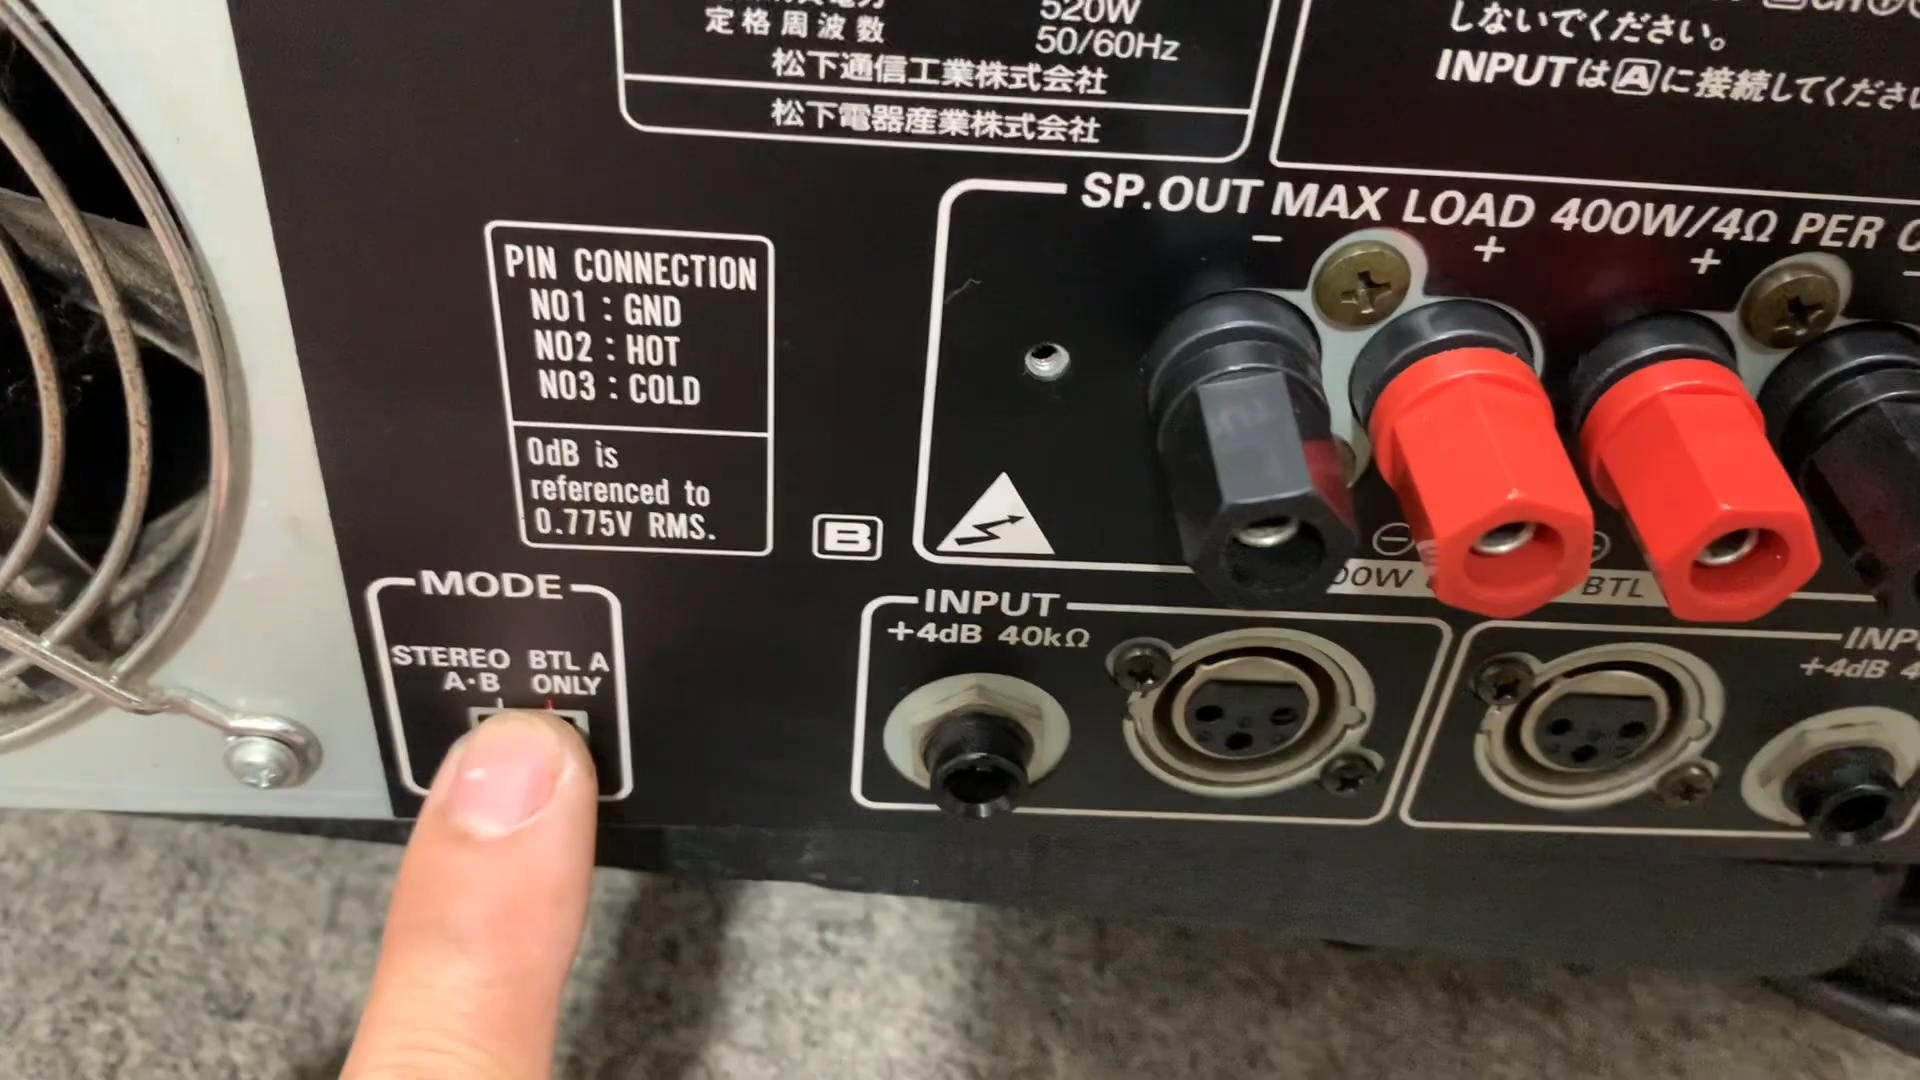 520W
定格周波数 50/60Hz
松下通信工業株式会社
松下電器産業株式会社
しないでください。
INPUTはAに接続してください
SP.OUT MAX LOAD 400W/4Ω PER
− + +
PIN CONNECTION
NO1 : GND
NO2 : HOT
NO3 : COLD
0dB is
referenced to
0.775V RMS.
B
BTL
MODE
STEREO BTL A
A·B ONLY
INPUT
+4dB 40kΩ
+4dB